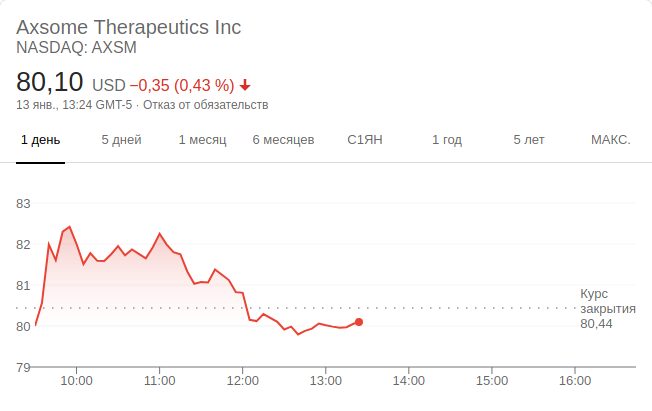 Axsome Therapeutics Inc
NASDAQ: AXSM
80,10 USD −0,35 (0,43 %)
13 янв., 13:24 GMT-5 · Отказ от обязательств
1 день 5 дней 1 месяц 6 месяцев С1ЯН 1 год 5 лет МАКС.
83
82
81
Курс
закрытия
80,44
80
79
10:00 11:00 12:00 13:00 14:00 15:00 16:00